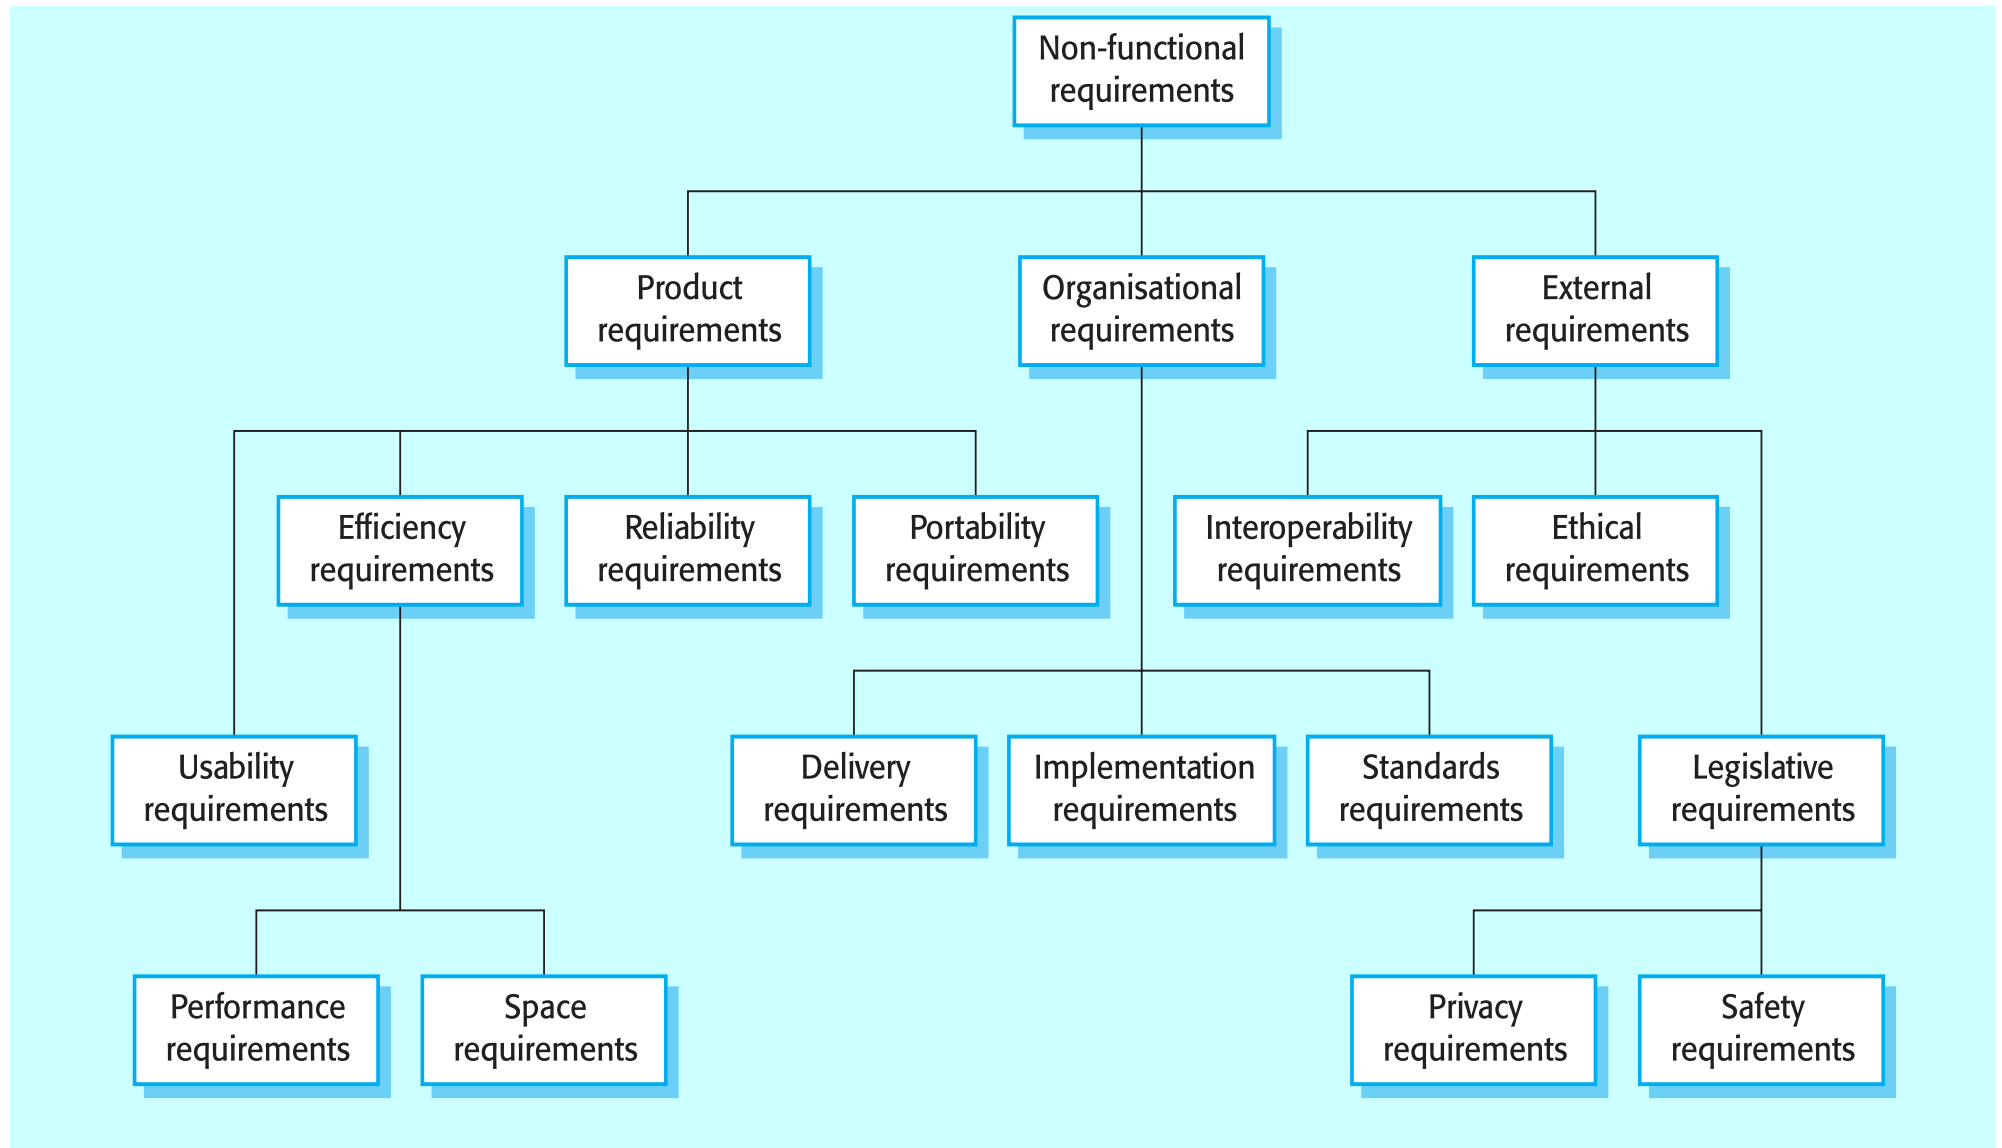 Non-functional
requirements
Product
requirements
Organisational
requirements
External
requirements
Efficiency
requirements
Reliability
requirements
Portability
requirements
Interoperability
requirements
Ethical
requirements
Usability
requirements
Delivery
requirements
Implementation
requirements
Standards
requirements
Legislative
requirements
Performance
requirements
Space
requirements
Privacy
requirements
Safety
requirements